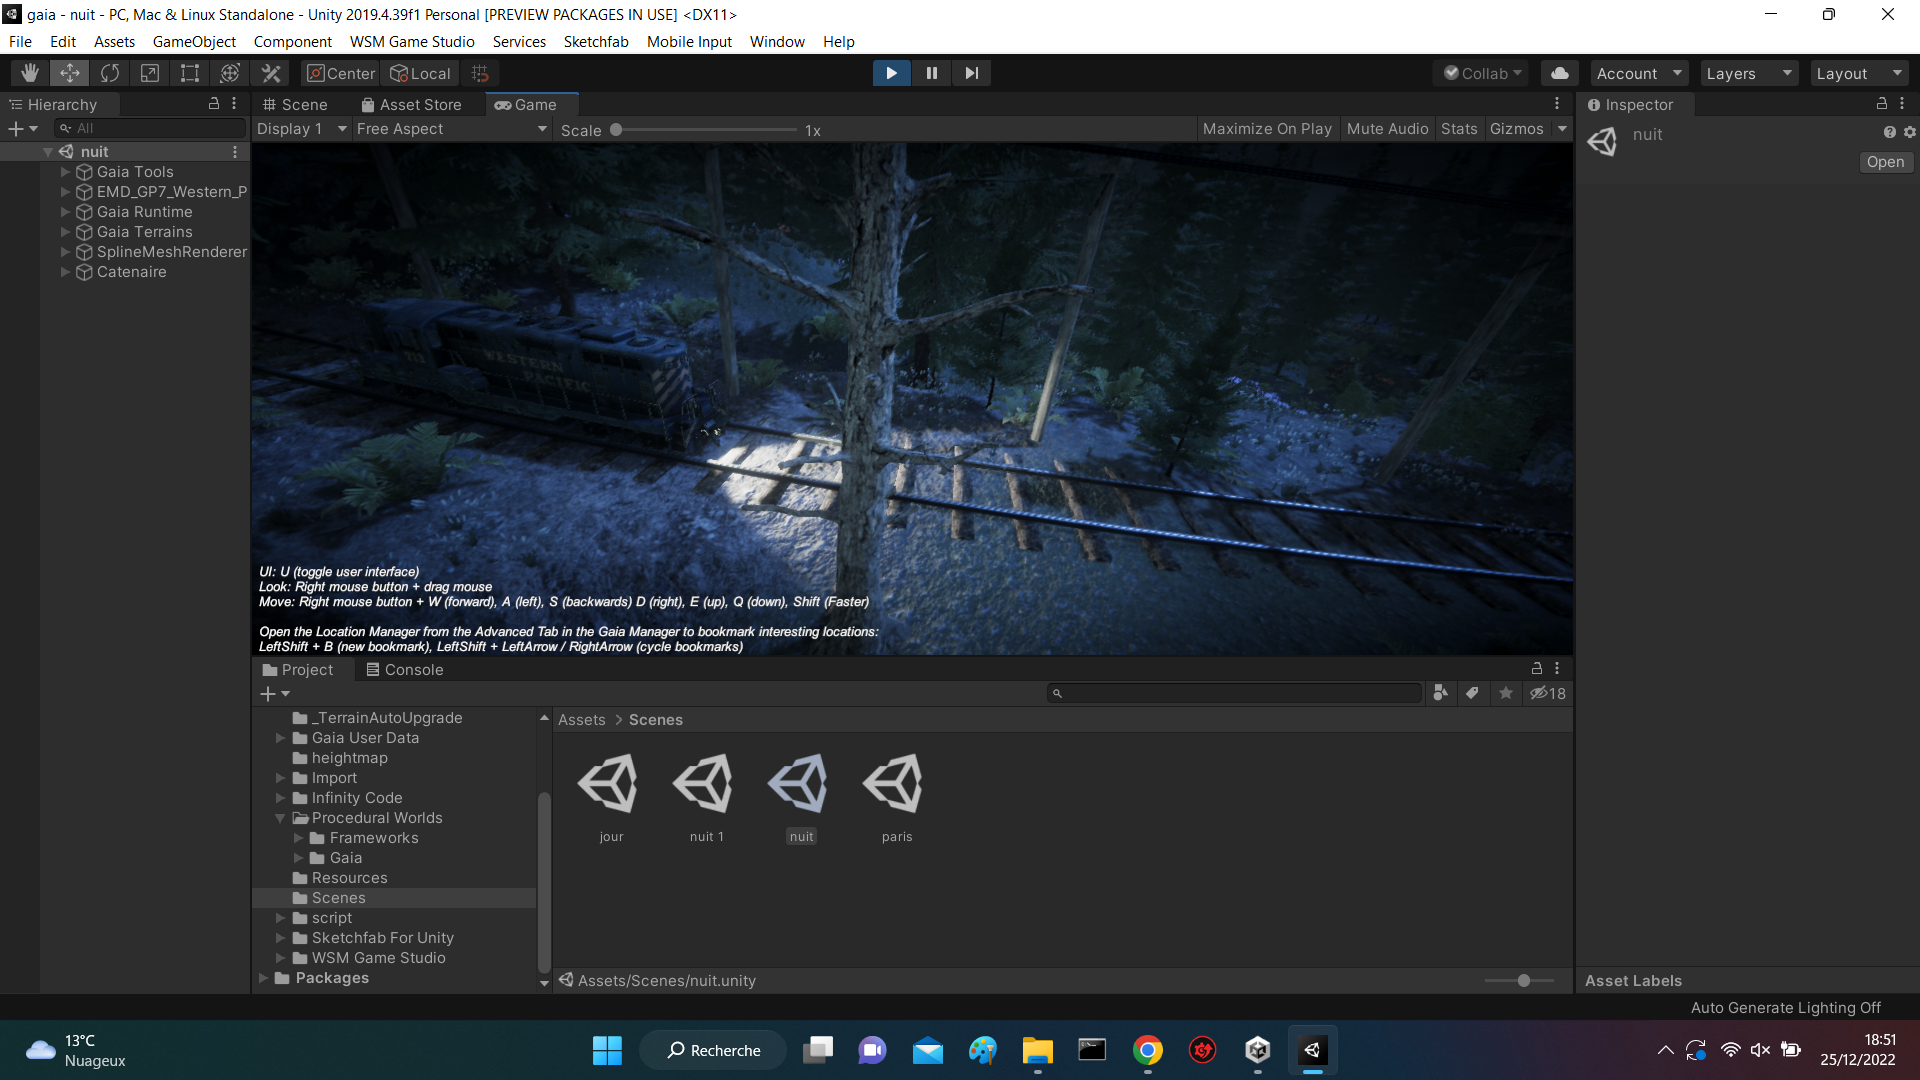 gaia - nuit - PC, Mac & Linux Standalone - Unity 2019.4.39f1 Personal [PREVIEW PACKAGES IN USE] <DX11>
File Edit Assets GameObject Component WSM Game Studio Services Sketchfab Mobile Input Window Help
Center Local Collab Account Layers Layout
Hierarchy
All
nuit
Gaia Tools
EMD_GP7_Western_P
Gaia Runtime
Gaia Terrains
SplineMeshRenderer
Catenaire
Scene Asset Store Game
Display 1 Free Aspect Scale 1x Maximize On Play Mute Audio Stats Gizmos
713
WESTERN
PACIFIC
UI: U (toggle user interface)
Look: Right mouse button + drag mouse
Move: Right mouse button + W (forward), A (left), S (backwards) D (right), E (up), Q (down), Shift (Faster)
Open the Location Manager from the Advanced Tab in the Gaia Manager to bookmark interesting locations:
LeftShift + B (new bookmark), LeftShift + LeftArrow / RightArrow (cycle bookmarks)
Inspector
nuit
Open
Project Console
18
_TerrainAutoUpgrade
Gaia User Data
heightmap
Import
Infinity Code
Procedural Worlds
Frameworks
Gaia
Resources
Scenes
script
Sketchfab For Unity
WSM Game Studio
Packages
Assets > Scenes
jour nuit 1 nuit paris
Assets/Scenes/nuit.unity
Asset Labels
Auto Generate Lighting Off
13°C
Nuageux
Recherche
18:51
25/12/2022